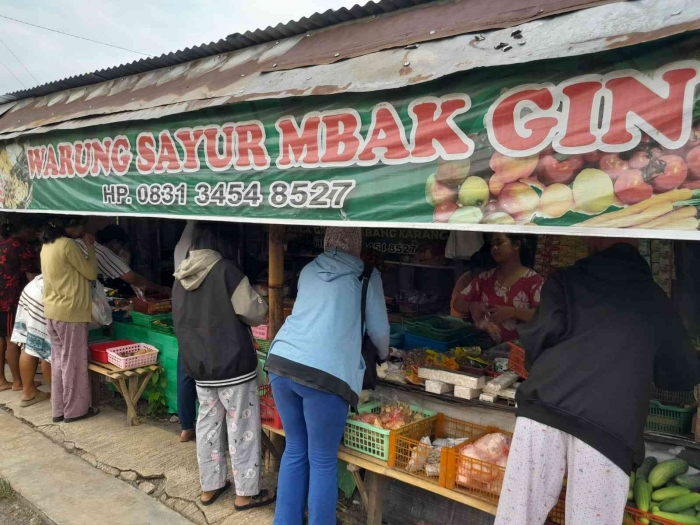 WARUNG SAYUR MBAK GIN
HP. 0831 3454 8527